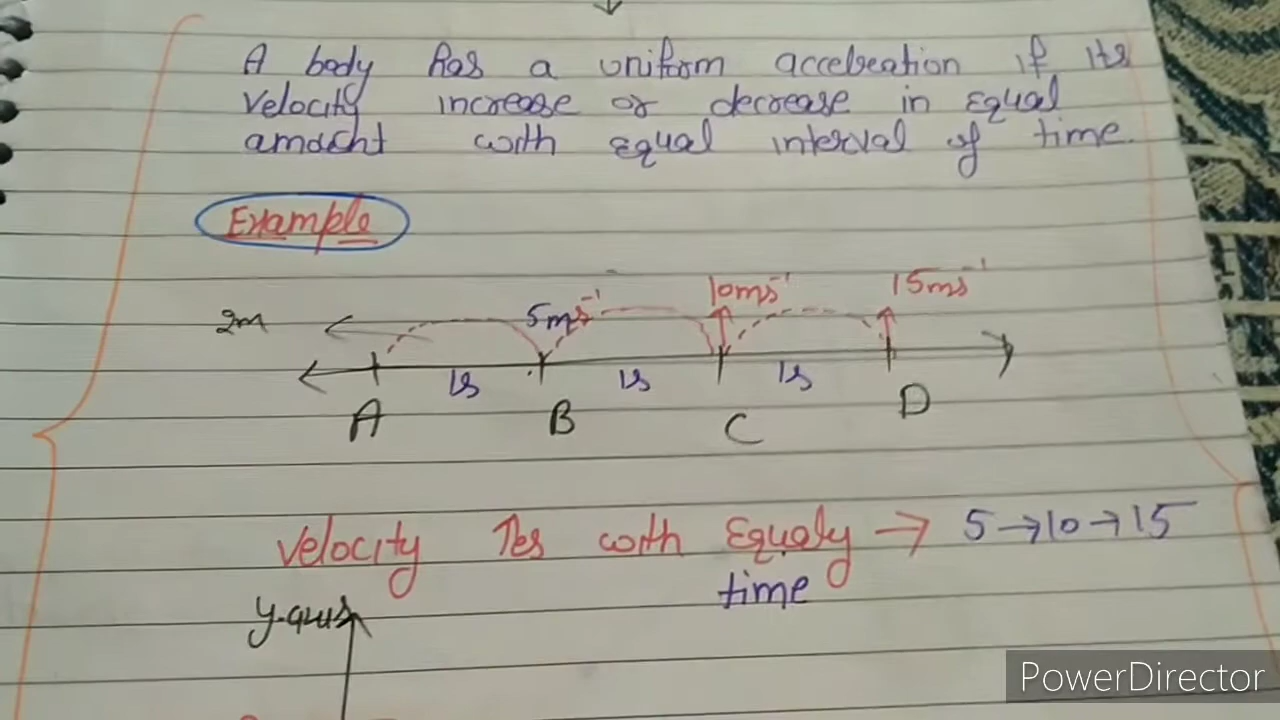 A body has a uniform accelreation if its
velocity increase or decrease in equal
amount with equal interval of time.
Example
2m 5ms⁻¹ 10ms⁻¹ 15ms⁻¹
1s 1s 1s
A B C D
velocity ↑es with Equaly → 5→10→15
time
y-axis
PowerDirector